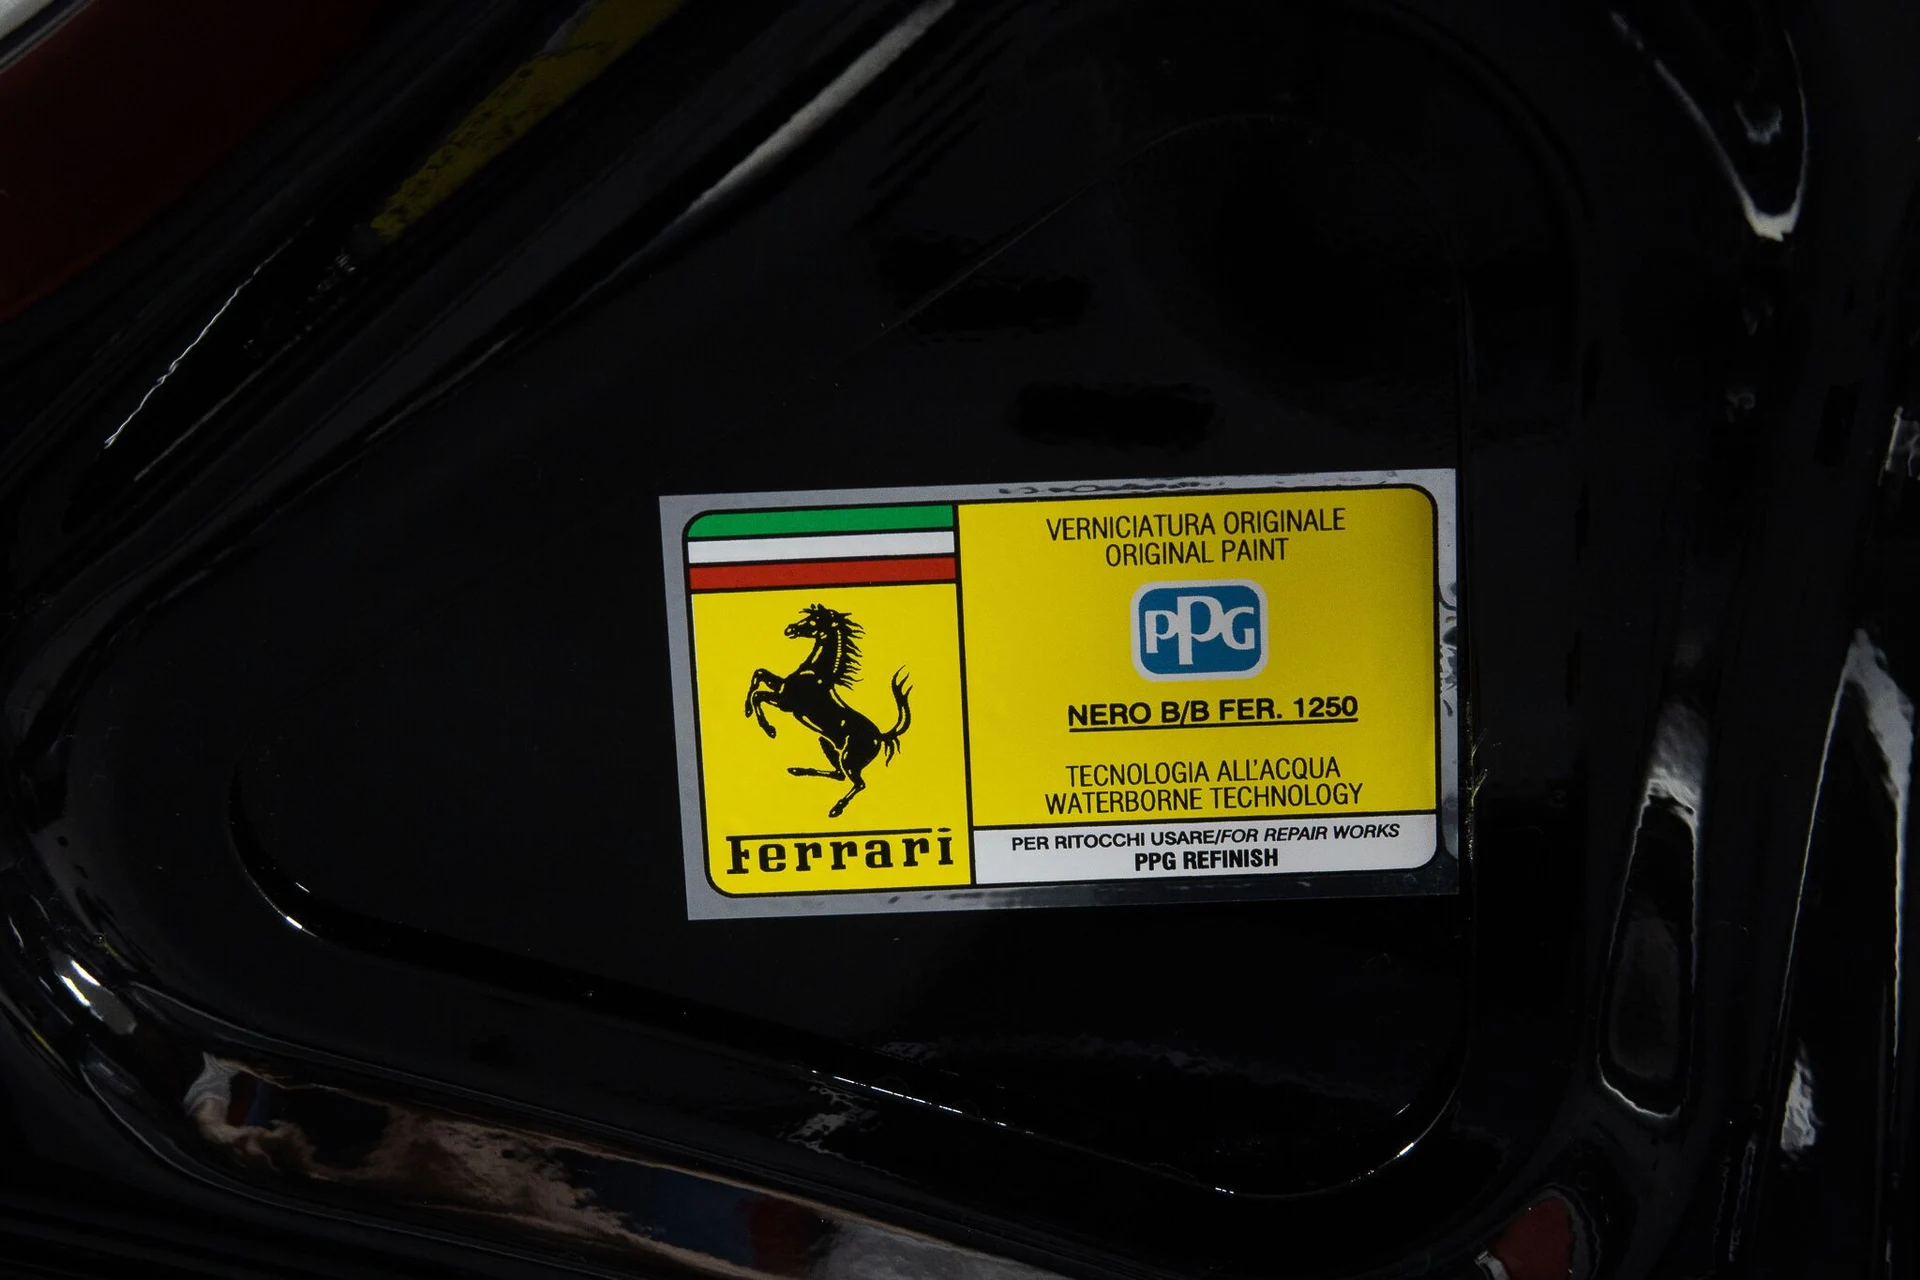 VERNICIATURA ORIGINALE
ORIGINAL PAINT
PPG
NERO B/B FER. 1250
TECNOLOGIA ALL'ACQUA
WATERBORNE TECHNOLOGY
PER RITOCCHI USARE/FOR REPAIR WORKS
PPG REFINISH
Ferrari